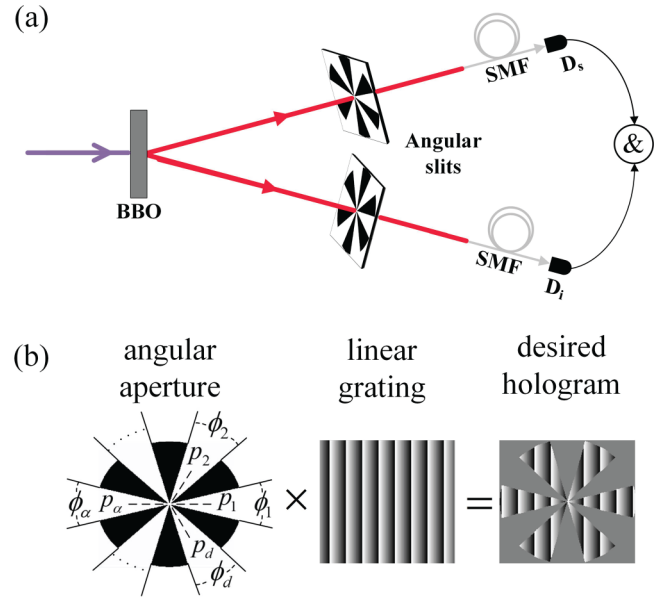 (a)
SMF
D_s
Angular
slits
&
BBO
SMF
D_i
(b)
angular
aperture
linear
grating
desired
hologram
ϕ_2
p_2
ϕ_α
p_α
p_1
ϕ_1
×
=
p_d
ϕ_d